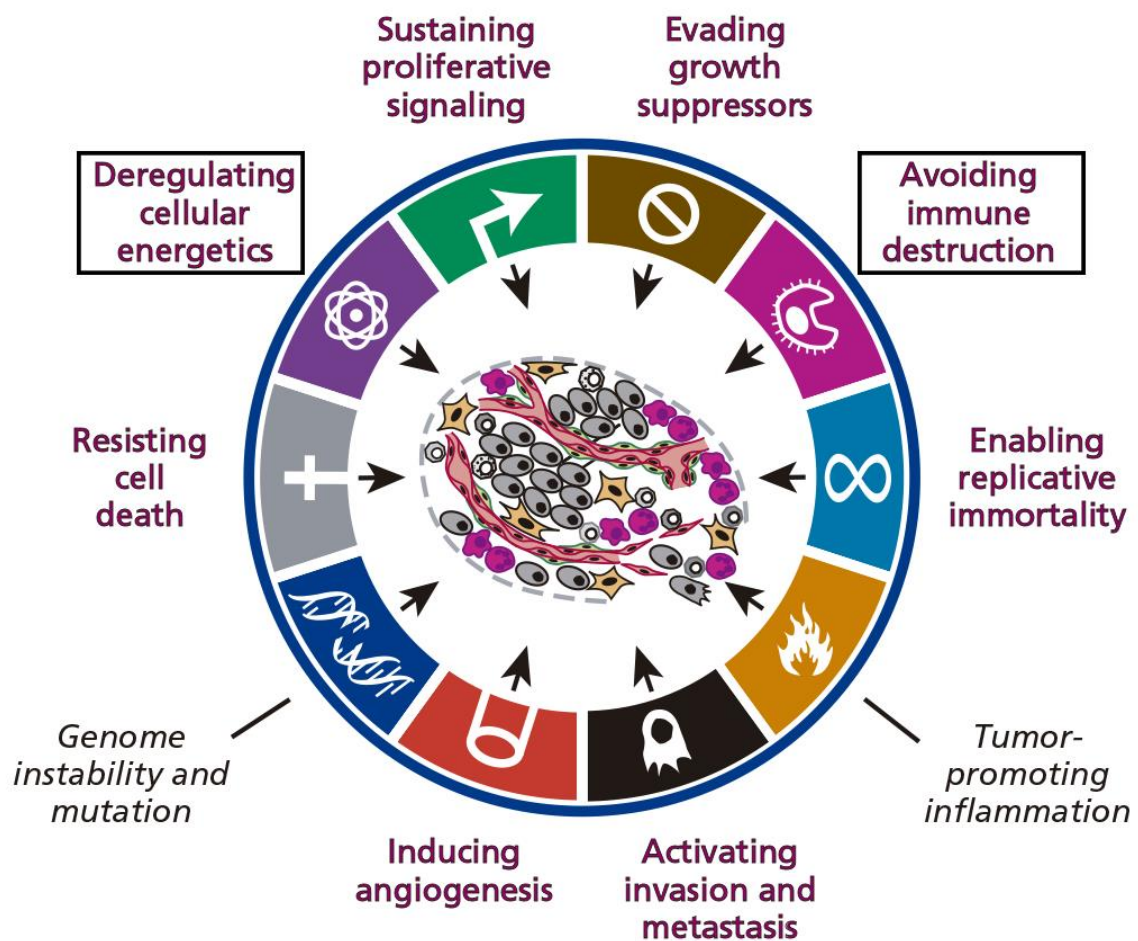 Sustaining
proliferative
signaling
Evading
growth
suppressors
Deregulating
cellular
energetics
Avoiding
immune
destruction
Resisting
cell
death
Enabling
replicative
immortality
Genome
instability and
mutation
Tumor-
promoting
inflammation
Inducing
angiogenesis
Activating
invasion and
metastasis